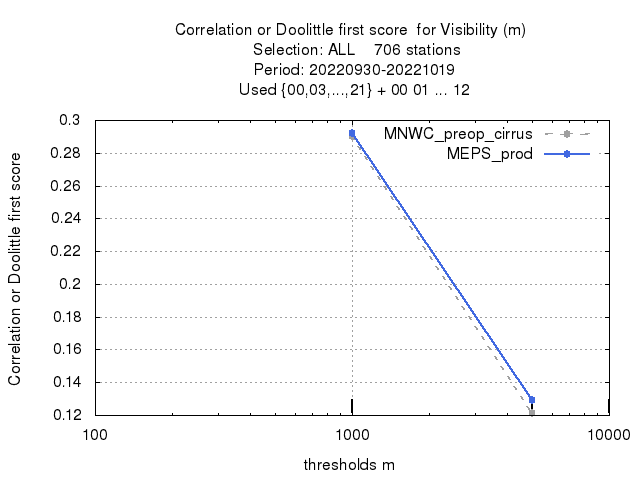 Correlation or Doolittle first score  for Visibility (m)
Selection: ALL    706 stations
Period: 20220930-20221019
Used {00,03,...,21} + 00 01 ... 12
MNWC_preop_cirrus
MEPS_prod
Correlation or Doolittle first score
0.3
0.28
0.26
0.24
0.22
0.2
0.18
0.16
0.14
0.12
100
1000
10000
thresholds m